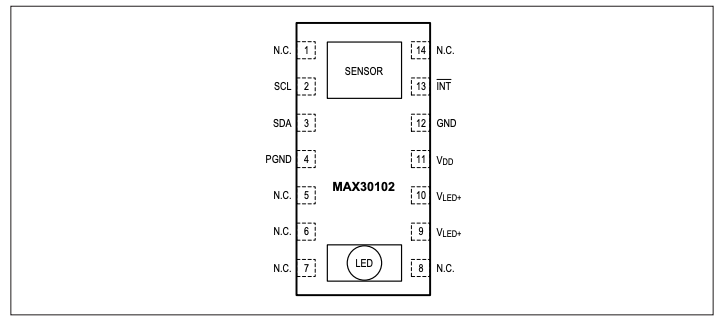 N.C. 1 14 N.C.
SENSOR
SCL 2 13 INT
SDA 3 12 GND
PGND 4 11 VDD
MAX30102
N.C. 5 10 VLED+
N.C. 6 9 VLED+
N.C. 7 LED 8 N.C.